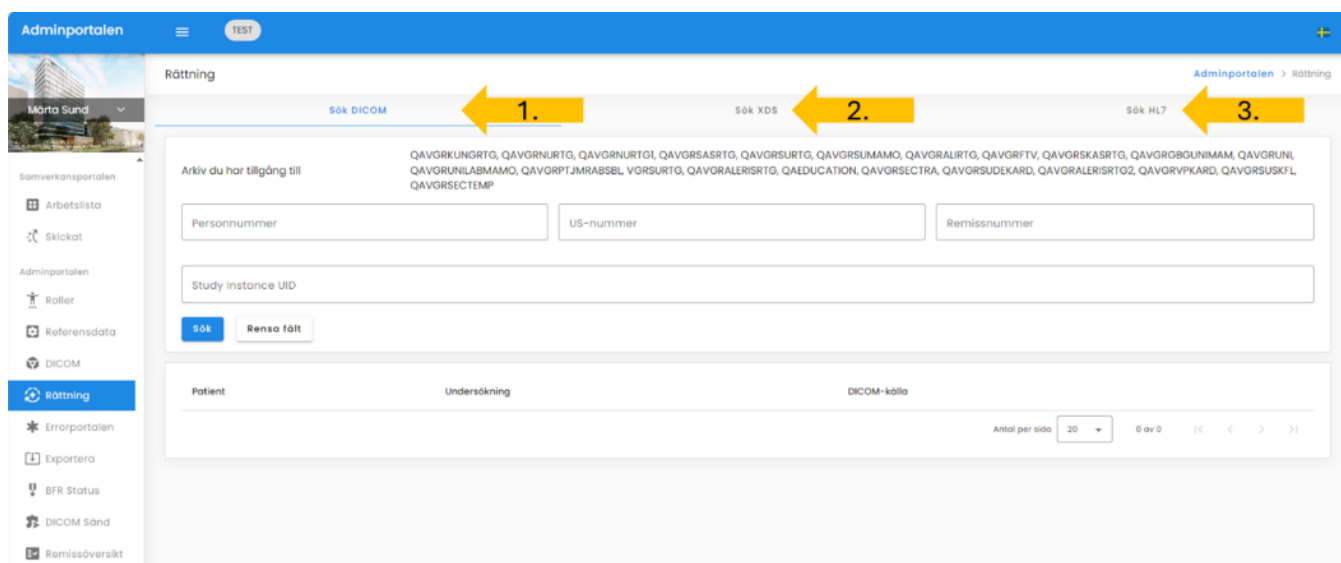 Adminportalen
TEST
Rättning
Adminportalen > Rättning
Märta Sund
Sök DICOM
1.
Sök XDS
2.
Sök HL7
3.
Arkiv du har tillgång till
QAVGRKUNGRTG, QAVGRNURTG, QAVGRNURTG1, QAVGRSASRTG, QAVGRSURTG, QAVGRSUMAMO, QAVGRALIRTG, QAVGRFTV, QAVGRSKASRTG, QAVGRGBGUNIMAM, QAVGRUNI,
QAVGRUNILABMAMO, QAVGRPTJMRABSBL, VGRSURTG, QAVGRALERISRTG, QAEDUCATION, QAVGRSECTRA, QAVGRSUDEKARD, QAVGRALERISRTG2, QAVGRVPKARD, QAVGRSUSKFL,
QAVGRSECTEMP
Personnummer
US-nummer
Remissnummer
Study Instance UID
Sök
Rensa fält
Patient
Undersökning
DICOM-källa
Antal per sida
20
0 av 0
Samverkansportalen
Arbetslista
Skickat
Adminportalen
Roller
Referensdata
DICOM
Rättning
Errorportalen
Exportera
BFR Status
DICOM Sänd
Remissöversikt